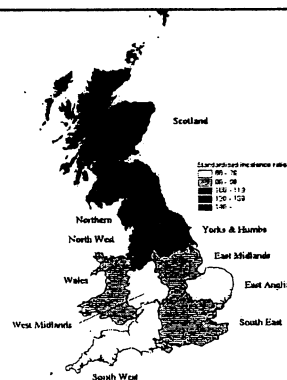 Scotland
Standardised incidence ratio
Northern
North West
Yorks & Humbs
East Midlands
Wales
East Anglia
West Midlands
South East
South West